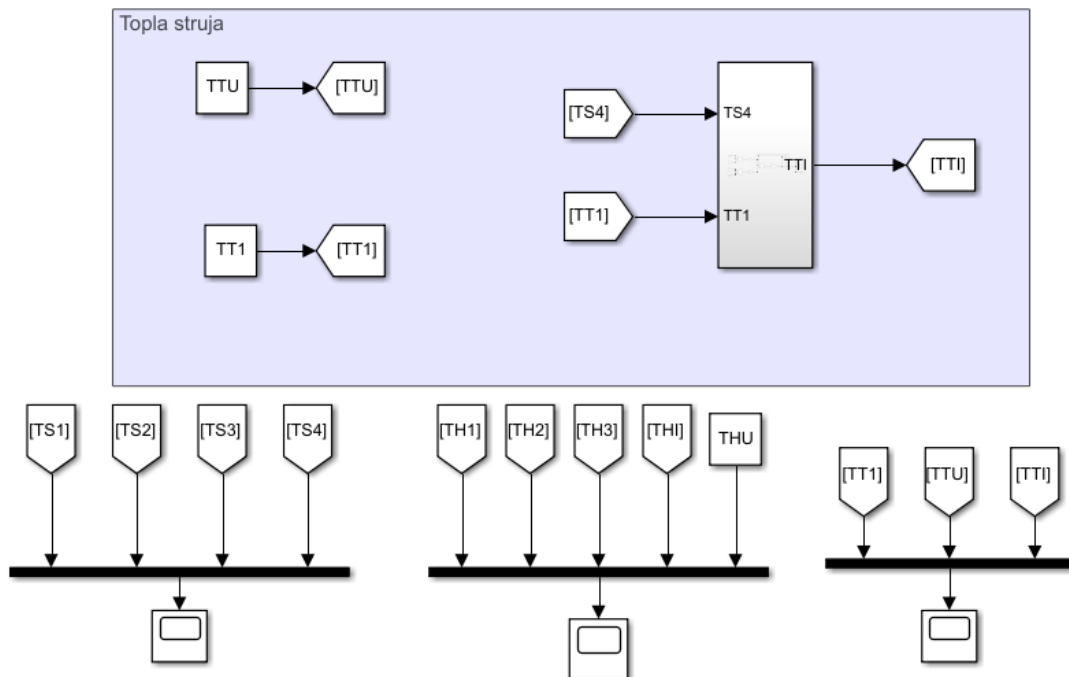 Topla struja
TTU
[TTU]
[TS4]
TS4
TTI
[TTI]
[TT1]
TT1
TT1
[TT1]
[TS1]
[TS2]
[TS3]
[TS4]
[TH1]
[TH2]
[TH3]
[THI]
THU
[TT1]
[TTU]
[TTI]